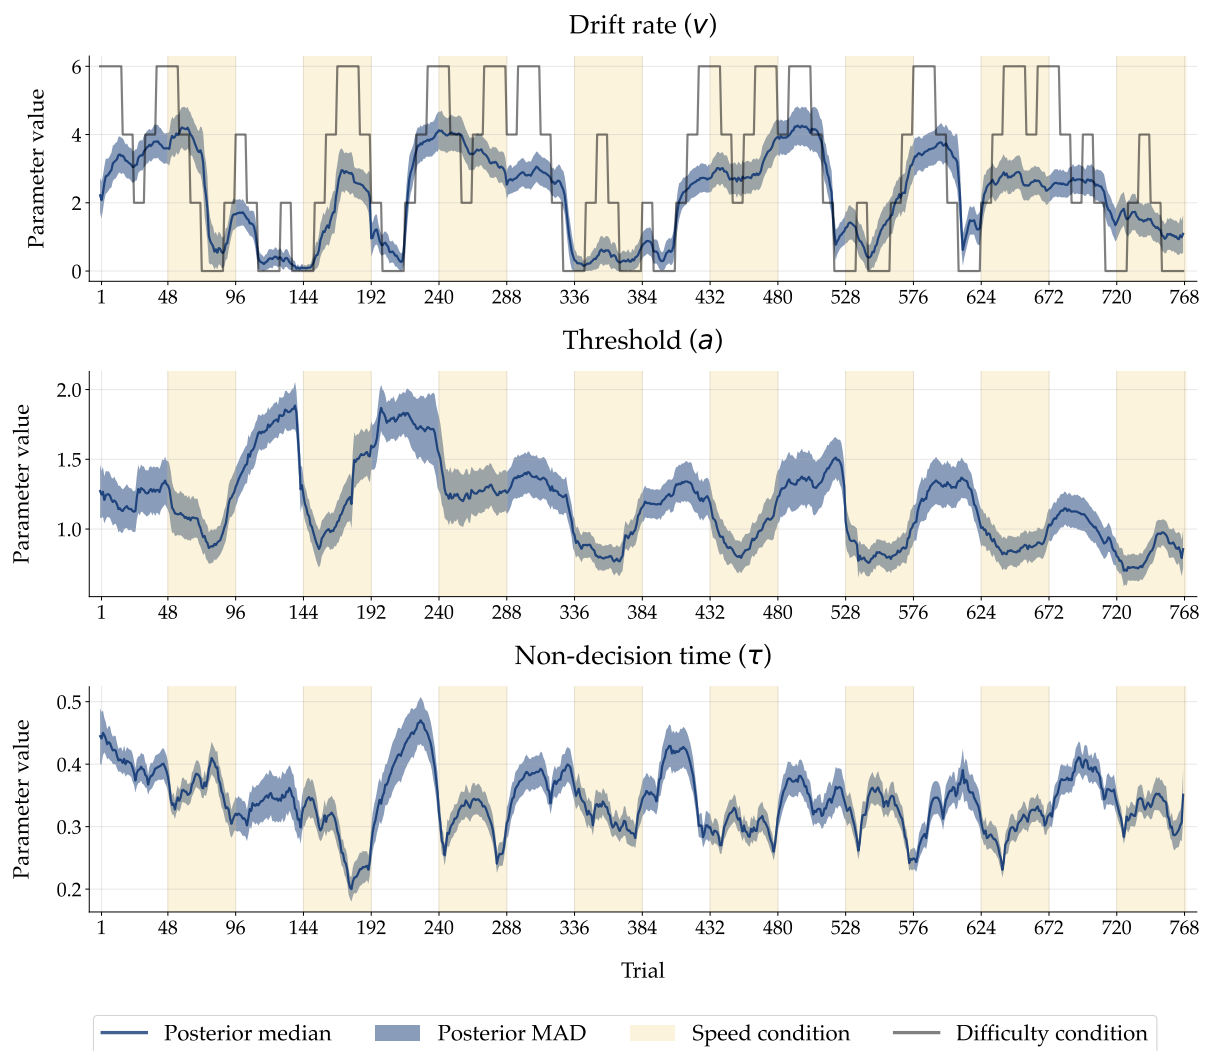 Drift rate (v)
Parameter value
6
4
2
0
1 48 96 144 192 240 288 336 384 432 480 528 576 624 672 720 768
Threshold (a)
Parameter value
2.0
1.5
1.0
1 48 96 144 192 240 288 336 384 432 480 528 576 624 672 720 768
Non-decision time (τ)
Parameter value
0.5
0.4
0.3
0.2
1 48 96 144 192 240 288 336 384 432 480 528 576 624 672 720 768
Trial
Posterior median Posterior MAD Speed condition Difficulty condition